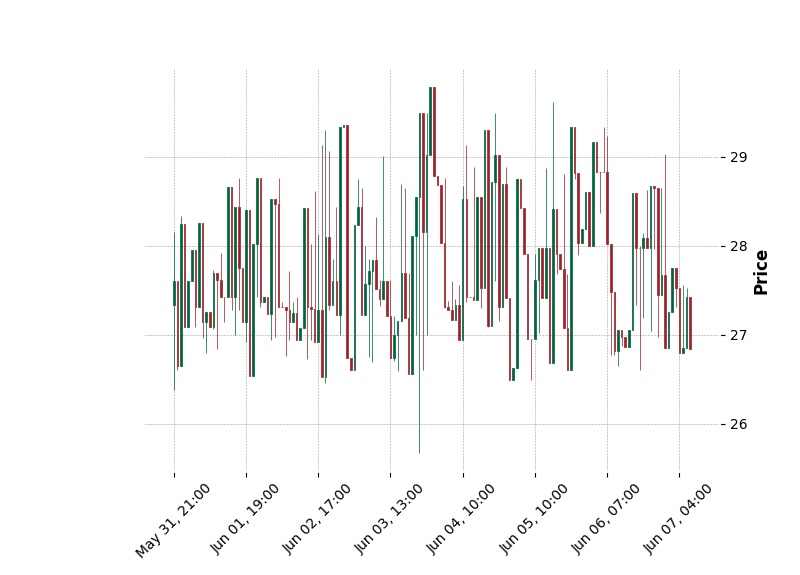 29
28
27
26
Price
May 31, 21:00
Jun 01, 19:00
Jun 02, 17:00
Jun 03, 13:00
Jun 04, 10:00
Jun 05, 10:00
Jun 06, 07:00
Jun 07, 04:00